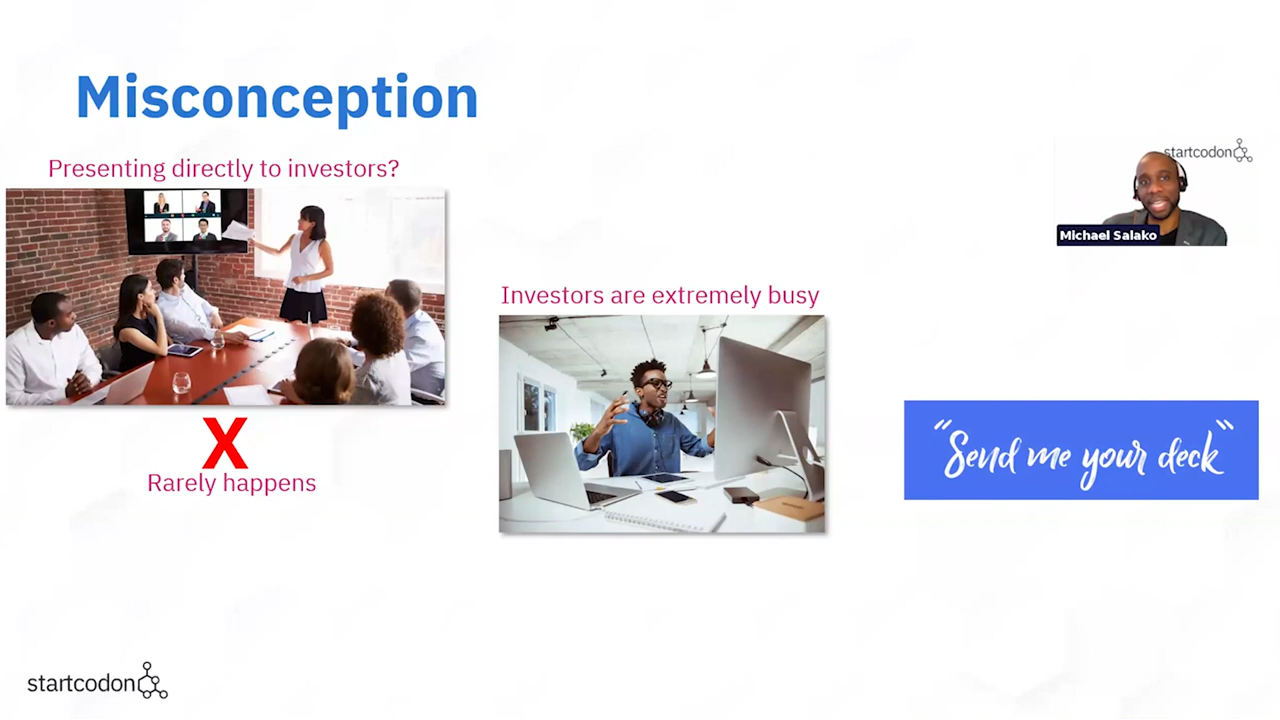 Misconception
Presenting directly to investors?
startcodon
Michael Salako
Investors are extremely busy
"Send me your deck"
X
Rarely happens
startcodon